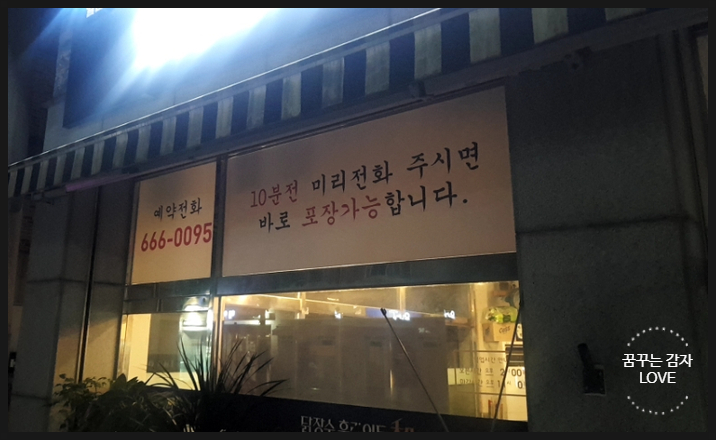 예약전화
666-0095
10분전 미리전화 주시면
바로 포장가능합니다.
꿈꾸는 감자
LOVE